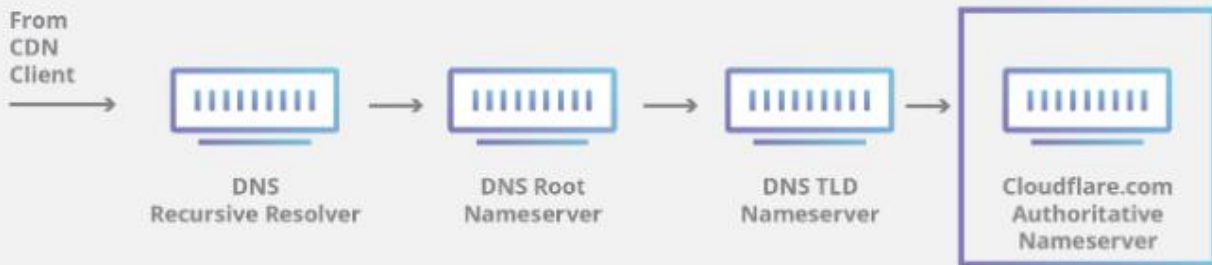 From
CDN
Client
DNS
Recursive Resolver
DNS Root
Nameserver
DNS TLD
Nameserver
Cloudflare.com
Authoritative
Nameserver